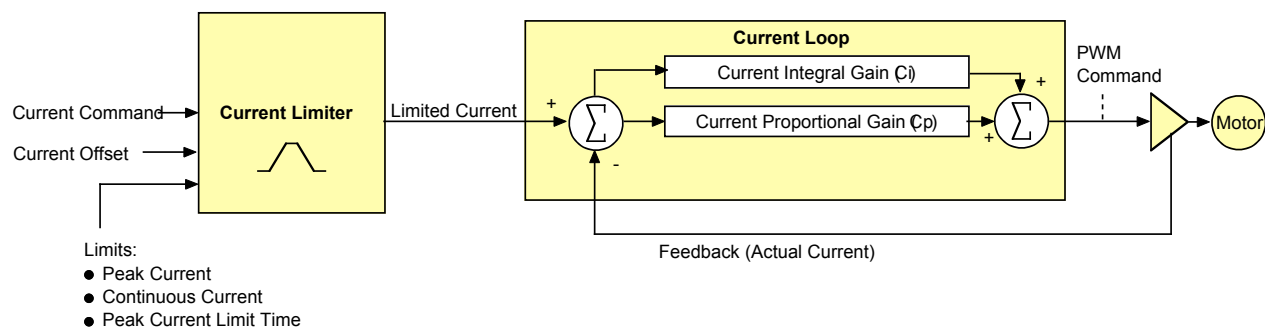 Current Loop
PWM
Command
Current Integral Gain (Ci)
+
+
Current Command
Current Limiter
Limited Current
∑
Current Proportional Gain (Cp)
∑
Motor
+
Current Offset
-
Limits:
Feedback (Actual Current)
● Peak Current
● Continuous Current
● Peak Current Limit Time